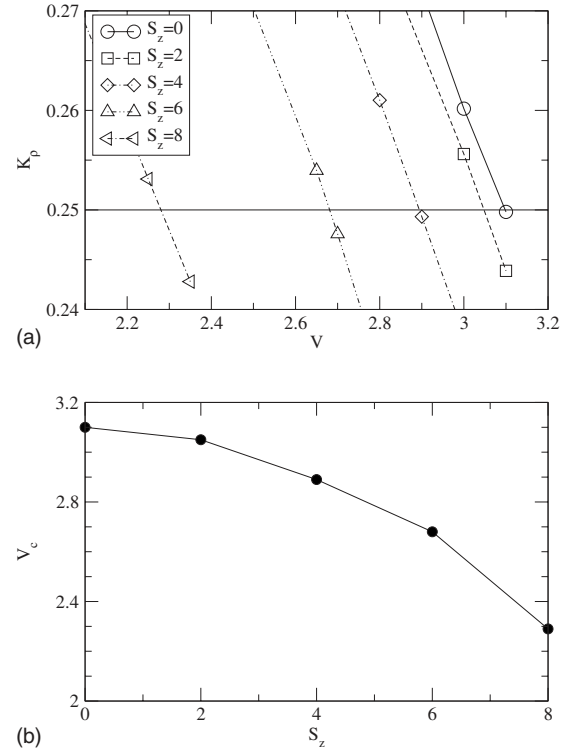 0.27
0.26
0.25
0.24
K_ρ
S_z=0
S_z=2
S_z=4
S_z=6
S_z=8
2.2 2.4 2.6 2.8 3 3.2
V
(a)
3.2
2.8
2.4
2
V_c
0 2 4 6 8
S_z
(b)